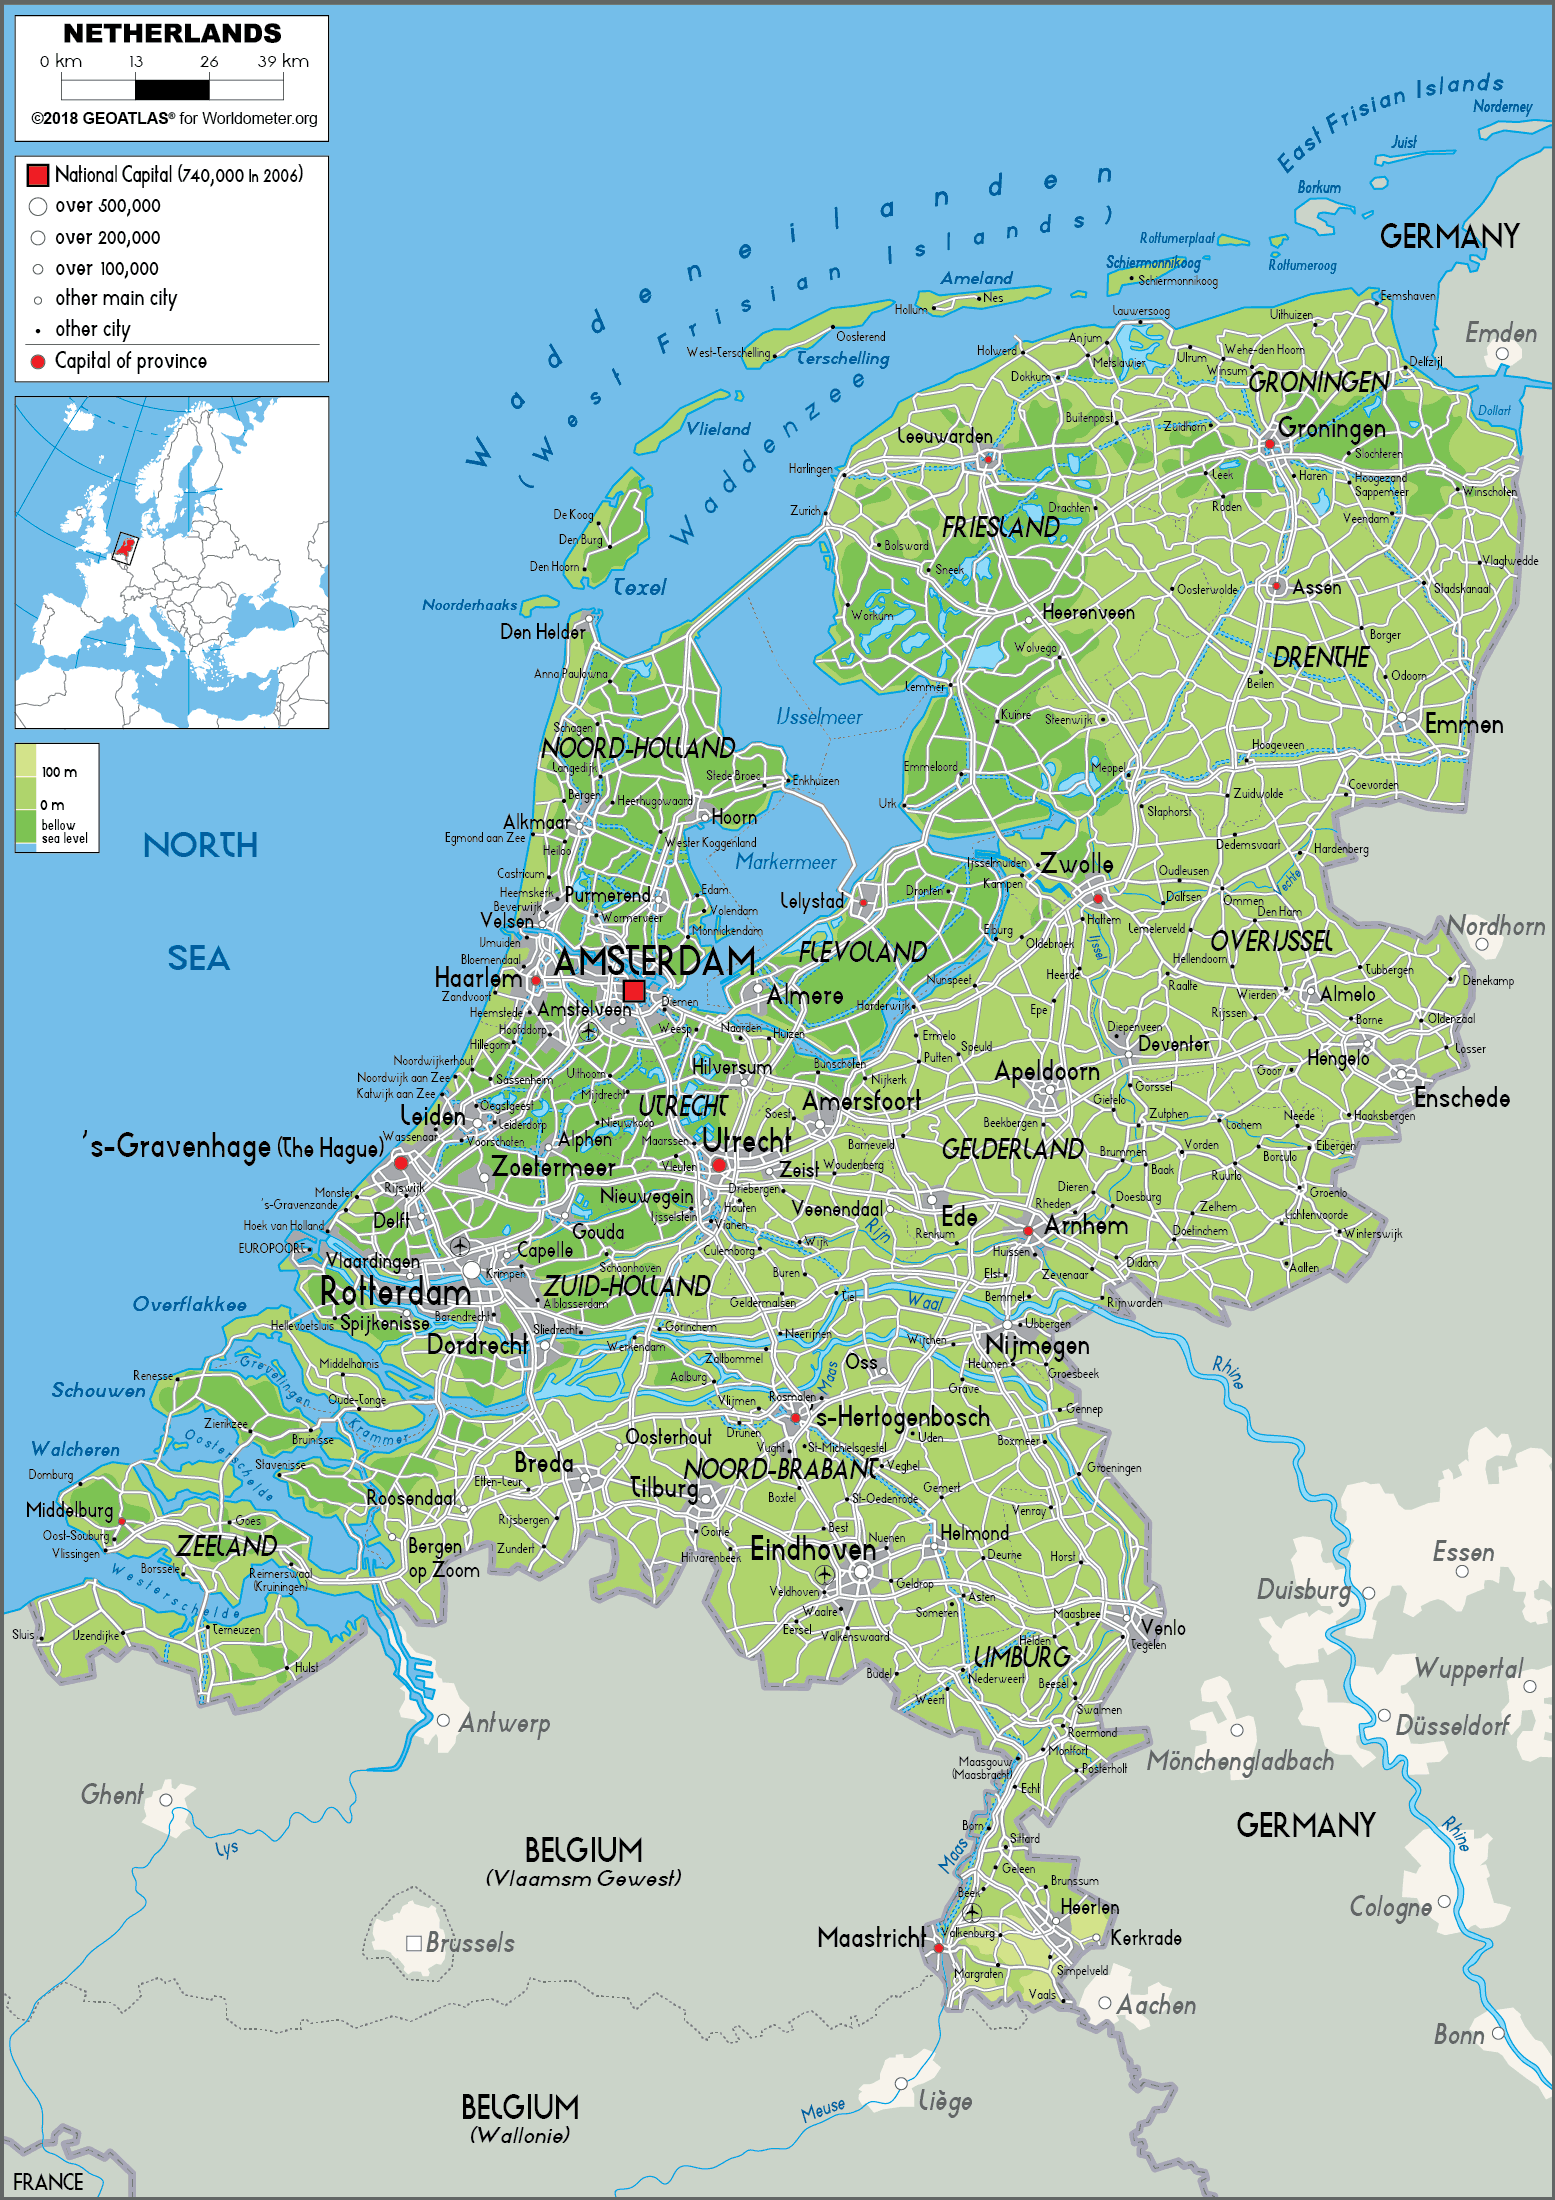 NETHERLANDS
0 km 13 26 39 km
©2018 GEOATLAS® for Worldometer.org
National Capital (740,000 In 2006)
over 500,000
over 200,000
over 100,000
other main city
other city
Capital of province
100 m
0 m
bellow
sea level
East Frisian Islands
Norderney
Juist
Borkum
GERMANY
Emden
Dollart
Waddeneilanden
(West Frisian Islands)
Rottumerplaat
Rottumeroog
Schiermonnikoog
Schiermonnikoog
Ameland
Nes
Hollum
Oosterend
West-Terschelling
Terschelling
Vlieland
Waddenzee
De Koog
Den Burg
Den Hoorn
Texel
Noorderhaaks
Den Helder
Anna Paulowna
Eemshaven
Uithuizen
Lauwersoog
Anjum
Holwerd
Metslawier
Ulrum
Wehe-den Hoorn
Winsum
Delfzijl
Dokkum
GRONINGEN
Buitenpost
Zuidhorn
Groningen
Leeuwarden
Slochteren
Harlingen
Leek
Haren
Hoogezand
Sappemeer
Winschoten
Zurich
Drachten
Roden
Veendam
FRIESLAND
Bolsward
Sneek
Vlagtwedde
Assen
Stadskanaal
Oosterwolde
Workum
Heerenveen
Borger
Wolvega
DRENTHE
Beilen
Odoorn
Lemmer
Kuinre
Steenwijk
Emmen
IJsselmeer
Schagen
NOORD-HOLLAND
Langedijk
Stede Broec
Enkhuizen
Emmeloord
Meppel
Hoogeveen
Coevorden
Zuidwolde
Bergen
Heerhugowaard
Urk
Staphorst
Alkmaar
Hoorn
Egmond aan Zee
Heiloo
Wester Koggenland
Dedemsvaart
Hardenberg
NORTH
SEA
Markermeer
IJsselmuiden
Zwolle
Kampen
Oudleusen
Vechte
Castricum
Heemskerk
Beverwijk
Purmerend
Edam
Lelystad
Dronten
Dalfsen
Ommen
Den Ham
Velsen
Wormerveer
Volendam
Monnickendam
Hattem
Lemelerveld
OVERIJSSEL
Nordhorn
IJmuiden
Bloemendaal
AMSTERDAM
FLEVOLAND
Elburg
Oldebroek
IJssel
Hellendoorn
Tubbergen
Haarlem
Heerde
Raalte
Denekamp
Zandvoort
Nunspeet
Wierden
Almelo
Diemen
Almere
Harderwijk
Epe
Rijssen
Borne
Oldenzaal
Heemstede
Amstelveen
Hoofddorp
Weesp
Naarden
Huizen
Ermelo
Diepenveen
Deventer
Hengelo
Losser
Hillegom
Speuld
Putten
Noordwijkerhout
Hilversum
Bunschoten
Apeldoorn
Goor
Enschede
Noordwijk aan Zee
Sassenheim
Uithoorn
Nijkerk
Gorssel
Katwijk aan Zee
Mijdrecht
UTRECHT
Amersfoort
Gietelo
Oegstgeest
Leiden
Leiderdorp
Nieuwkoop
Soest
Beekbergen
Zutphen
Lochem
Neede
Haaksbergen
Wassenaar
Voorschoten
Alphen
Maarssen
Utrecht
Barneveld
GELDERLAND
Brummen
Vorden
Borculo
Eibergen
's-Gravenhage (The Hague)
Zoetermeer
Vleuten
Zeist
Woudenberg
Baak
Ruurlo
Monster
Rijswijk
Nieuwegein
Driebergen
Dieren
Doesburg
Groenlo
's-Gravenzande
Delft
IJsselstein
Houten
Veenendaal
Ede
Rheden
Zelhem
Lichtenvoorde
Hoek van Holland
Gouda
Vianen
Rijn
Renkum
Arnhem
Doetinchem
Winterswijk
EUROPOORT
Vlaardingen
Capelle
Culemborg
Wijk
Huissen
Didam
Rotterdam
Krimpen
Schoonhoven
Buren
Elst
Zevenaar
Aalten
ZUID-HOLLAND
Tiel
Waal
Bemmel
Rijnwarden
Overflakkee
Barendrecht
Alblasserdam
Geldermalsen
Hellevoetsluis
Spijkenisse
Sliedrecht
Gorinchem
Neerijnen
Wijchen
Ubbergen
Dordrecht
Werkendam
Nijmegen
Middelharnis
Zaltbommel
Oss
Heumen
Groesbeek
Rhine
Renesse
Grevelingen
Aalburg
Maas
Grave
Schouwen
Oude-Tonge
Vlijmen
Rosmalen
's-Hertogenbosch
Gennep
Zierikzee
Krammer
Bruinisse
Drunen
Uden
Walcheren
Oosterschelde
Oosterhout
Vught
St-Michielsgestel
Boxmeer
Domburg
Stavenisse
Breda
NOORD-BRABANT
Veghel
Groeningen
Etten-Leur
Tilburg
Gemert
Roosendaal
Boxtel
St-Oedenrode
Middelburg
Goes
Rijsbergen
Venray
Oost-Souburg
Goirle
Best
Helmond
Vlissingen
ZEELAND
Bergen
op Zoom
Zundert
Hilvarenbeek
Eindhoven
Nuenen
Deurne
Horst
Borssele
Reimerswaal
(Kruiningen)
Geldrop
Westerschelde
Veldhoven
Asten
Essen
Duisburg
Waalre
Someren
Maasbree
Sluis
IJzendijke
Terneuzen
Eersel
Valkenswaard
Venlo
Helden
Tegelen
Hulst
LIMBURG
Budel
Nederweert
Beesel
Wuppertal
Weert
Swalmen
Antwerp
Roermond
Düsseldorf
Montfort
Mönchengladbach
Maasgouw
(Maasbracht)
Posterholt
Ghent
Echt
Lys
Born
GERMANY
Rhine
BELGIUM
(Vlaamsm Gewest)
Sittard
Maas
Geleen
Beek
Brunssum
Heerlen
Cologne
Maastricht
Valkenburg
Kerkrade
Brussels
Margraten
Simpelveld
Vaals
Aachen
Bonn
BELGIUM
(Wallonie)
Meuse
Liège
FRANCE